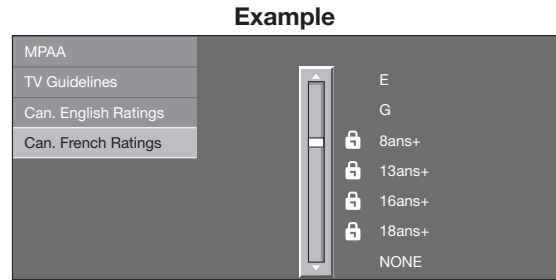 Example
MPAA
TV Guidelines
Can. English Ratings
Can. French Ratings
E
G
8ans+
13ans+
16ans+
18ans+
NONE